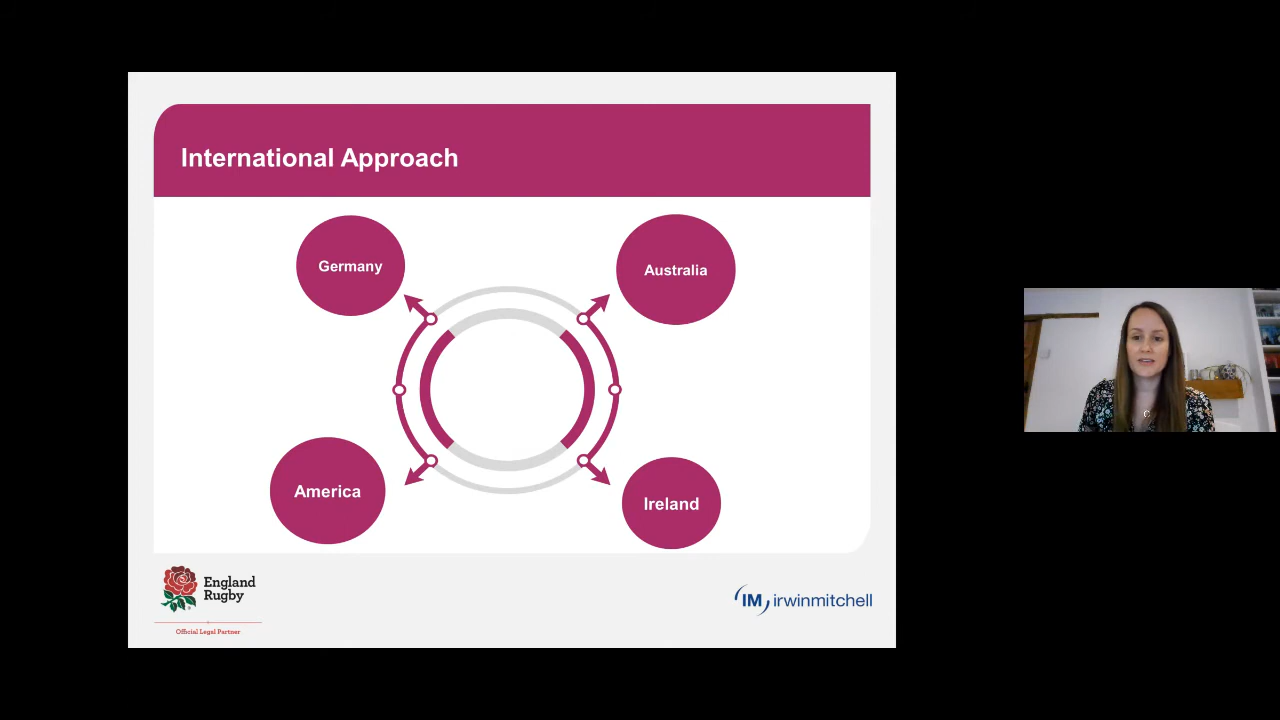 International Approach
Germany
Australia
America
Ireland
England
Rugby
Official Legal Partner
IM irwinmitchell